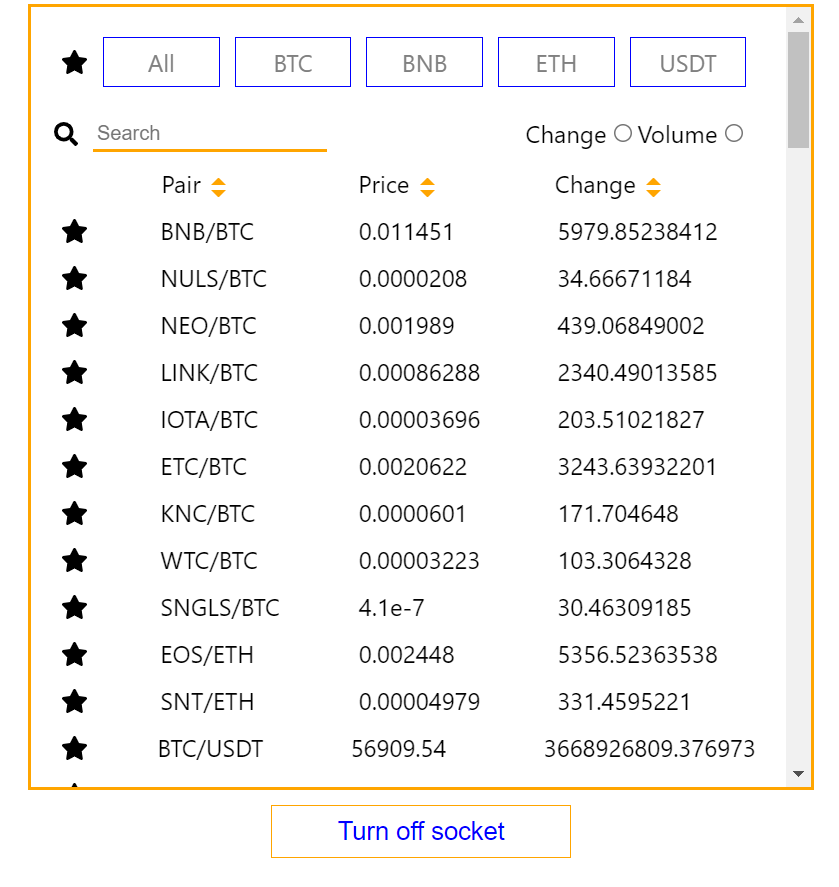 All BTC BNB ETH USDT
Search Change Volume
Pair Price Change
BNB/BTC 0.011451 5979.85238412
NULS/BTC 0.0000208 34.66671184
NEO/BTC 0.001989 439.06849002
LINK/BTC 0.00086288 2340.49013585
IOTA/BTC 0.00003696 203.51021827
ETC/BTC 0.0020622 3243.63932201
KNC/BTC 0.0000601 171.704648
WTC/BTC 0.00003223 103.3064328
SNGLS/BTC 4.1e-7 30.46309185
EOS/ETH 0.002448 5356.52363538
SNT/ETH 0.00004979 331.4595221
BTC/USDT 56909.54 3668926809.376973
Turn off socket